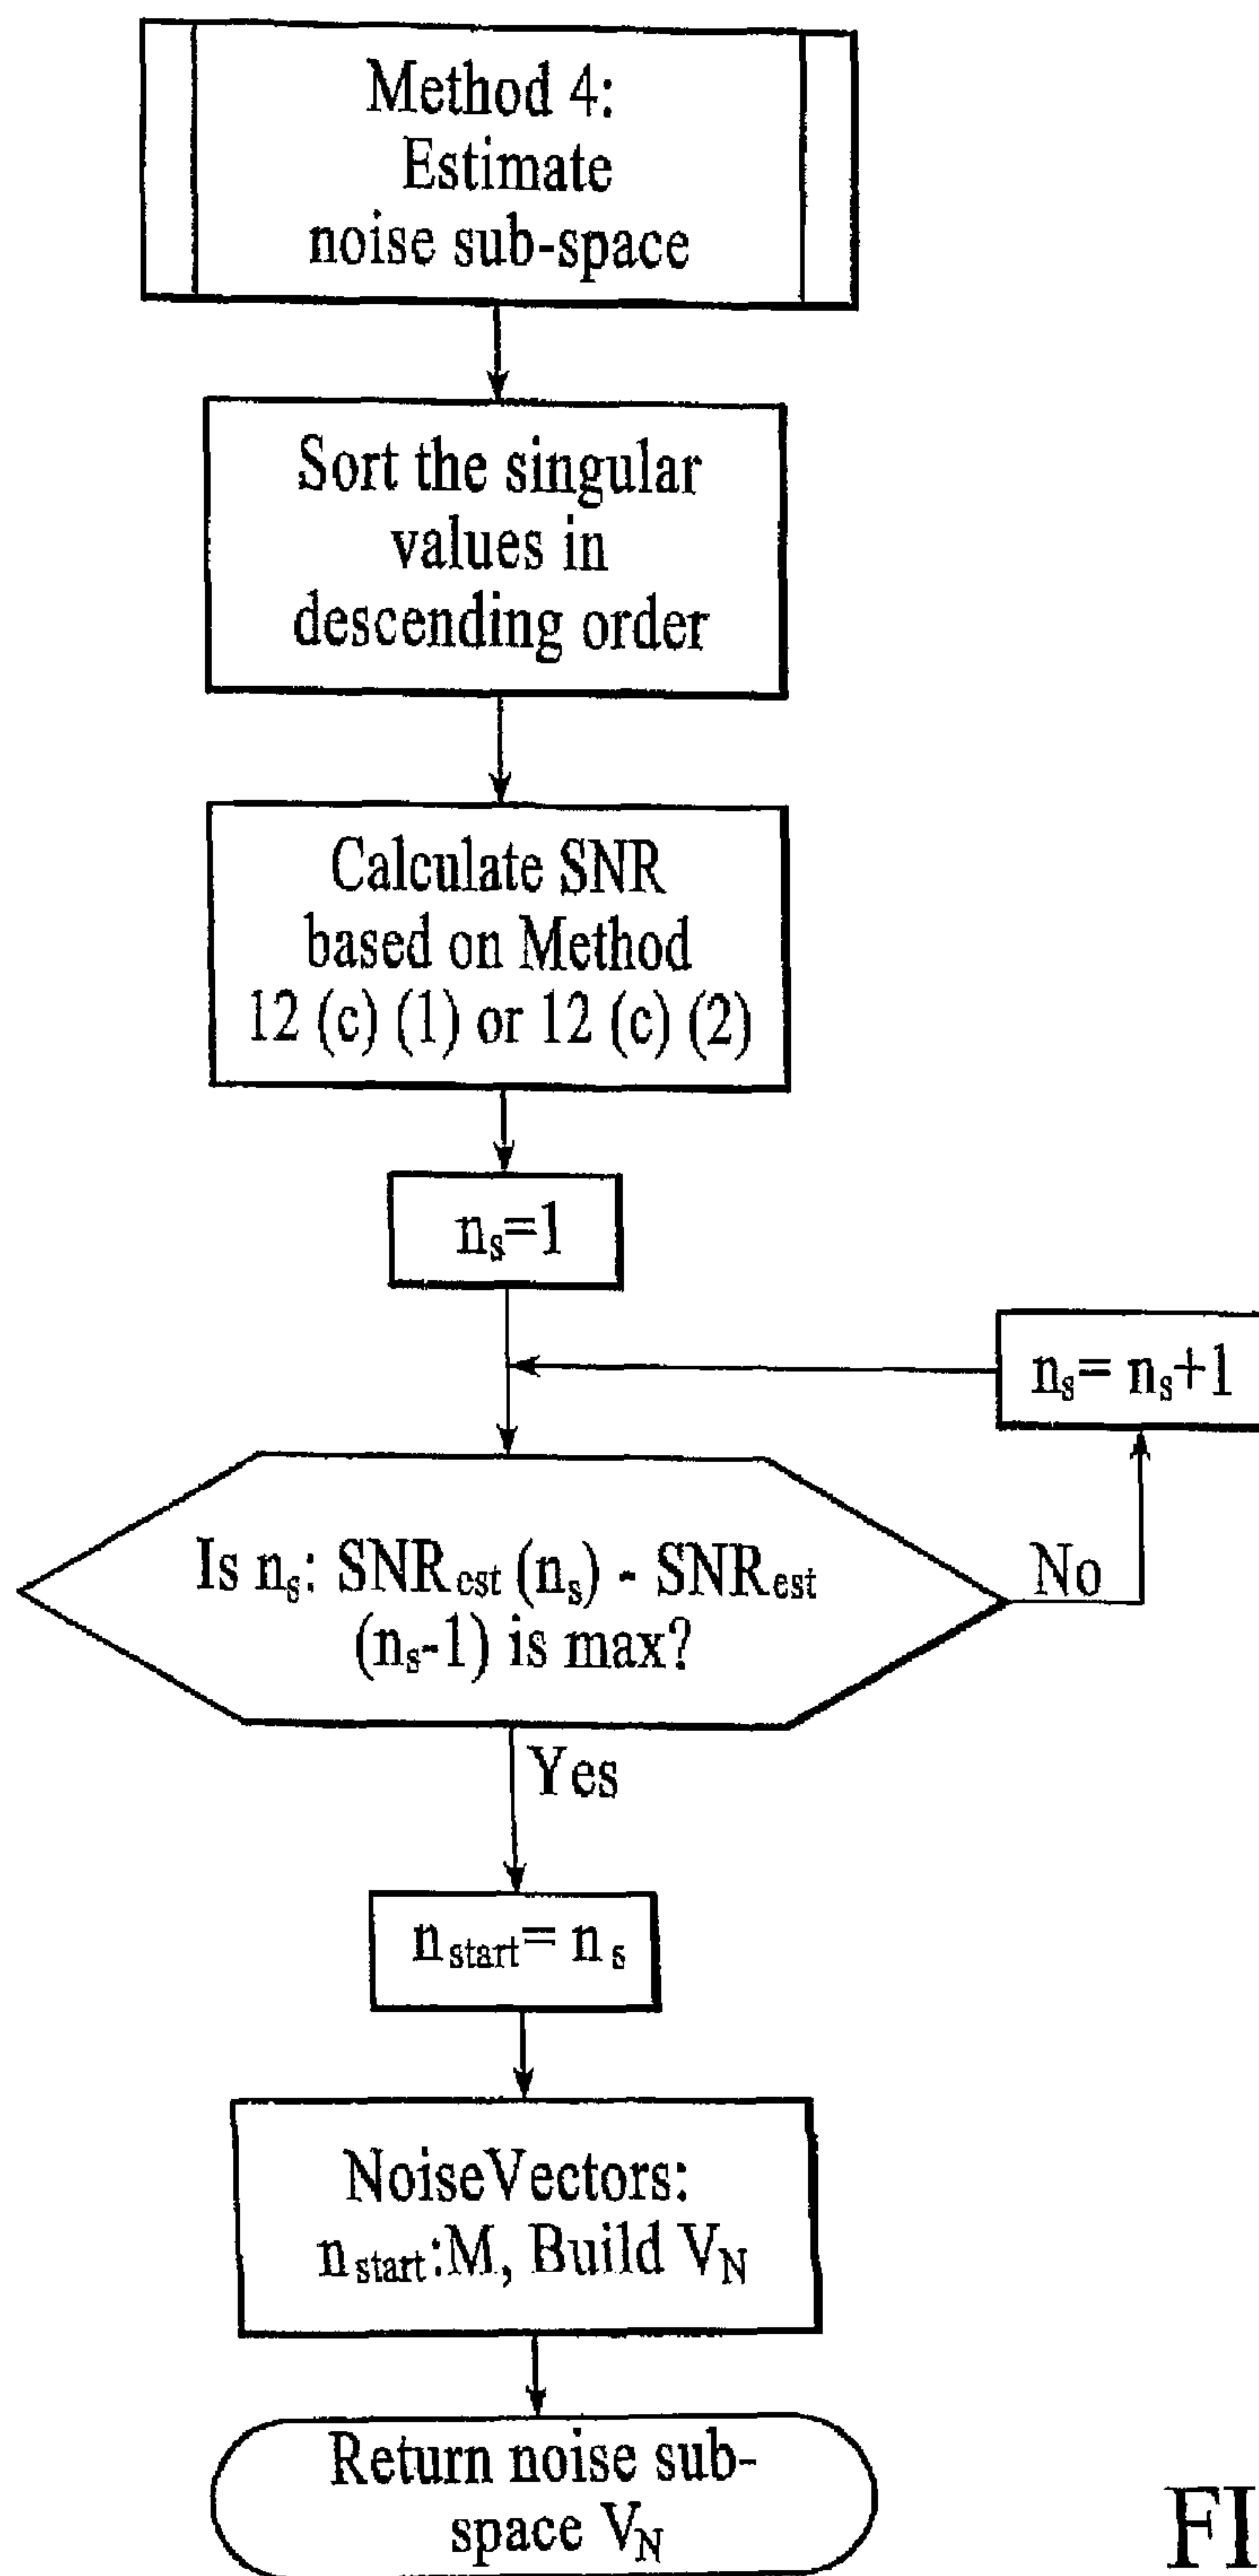 Method 4:
Estimate
noise sub-space
Sort the singular
values in
descending order
Calculate SNR
based on Method
12 (c) (1) or 12 (c) (2)
nₛ=1
nₛ= nₛ+1
Is nₛ: SNRest (nₛ) - SNRest
(nₛ-1) is max?
No
Yes
nstart= nₛ
NoiseVectors:
nstart:M, Build VN
Return noise sub-
space VN
FI